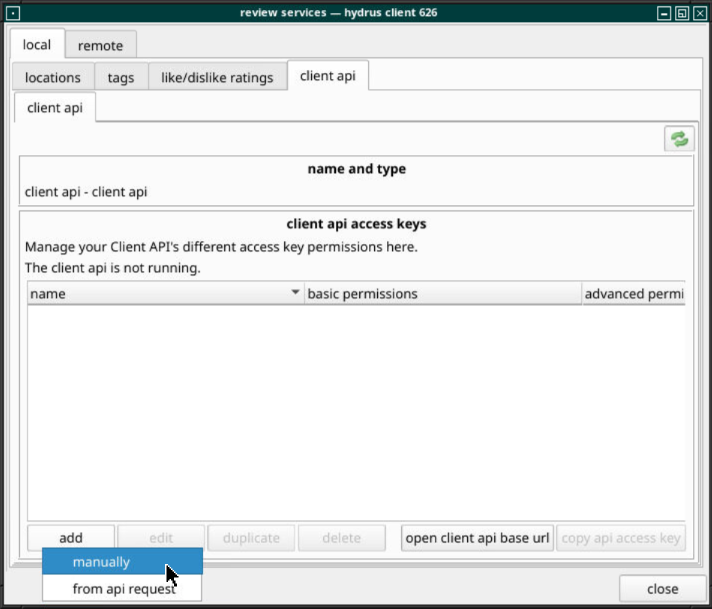 review services — hydrus client 626
local
remote
locations
tags
like/dislike ratings
client api
client api
name and type
client api - client api
client api access keys
Manage your Client API's different access key permissions here.
The client api is not running.
name
basic permissions
advanced permi
add
edit
duplicate
delete
open client api base url
copy api access key
manually
from api request
close